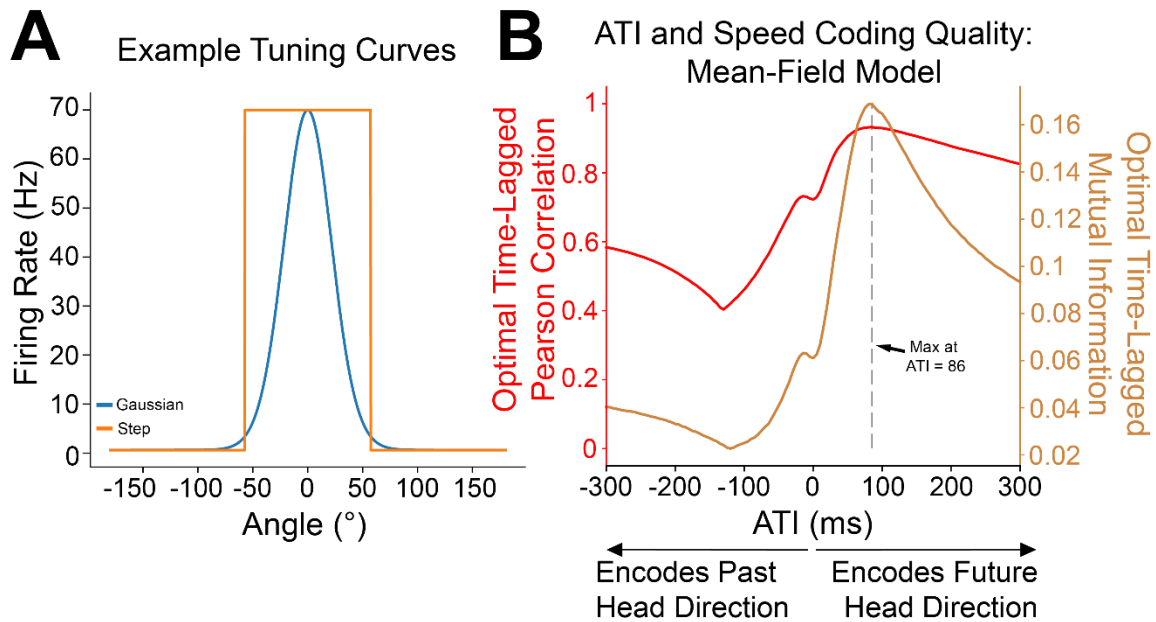 A
Example Tuning Curves
Firing Rate (Hz)
70
60
50
40
30
20
10
0
Gaussian
Step
-150
-100
-50
0
50
100
150
Angle (°)
B
ATI and Speed Coding Quality:
Mean-Field Model
Optimal Time-Lagged
Pearson Correlation
1
0.8
0.6
0.4
0.2
0
Max at
ATI = 86
0.16
0.14
0.12
0.1
0.08
0.06
0.04
0.02
Optimal Time-Lagged
Mutual Information
-300
-200
-100
0
100
200
300
ATI (ms)
Encodes Past
Head Direction
Encodes Future
Head Direction